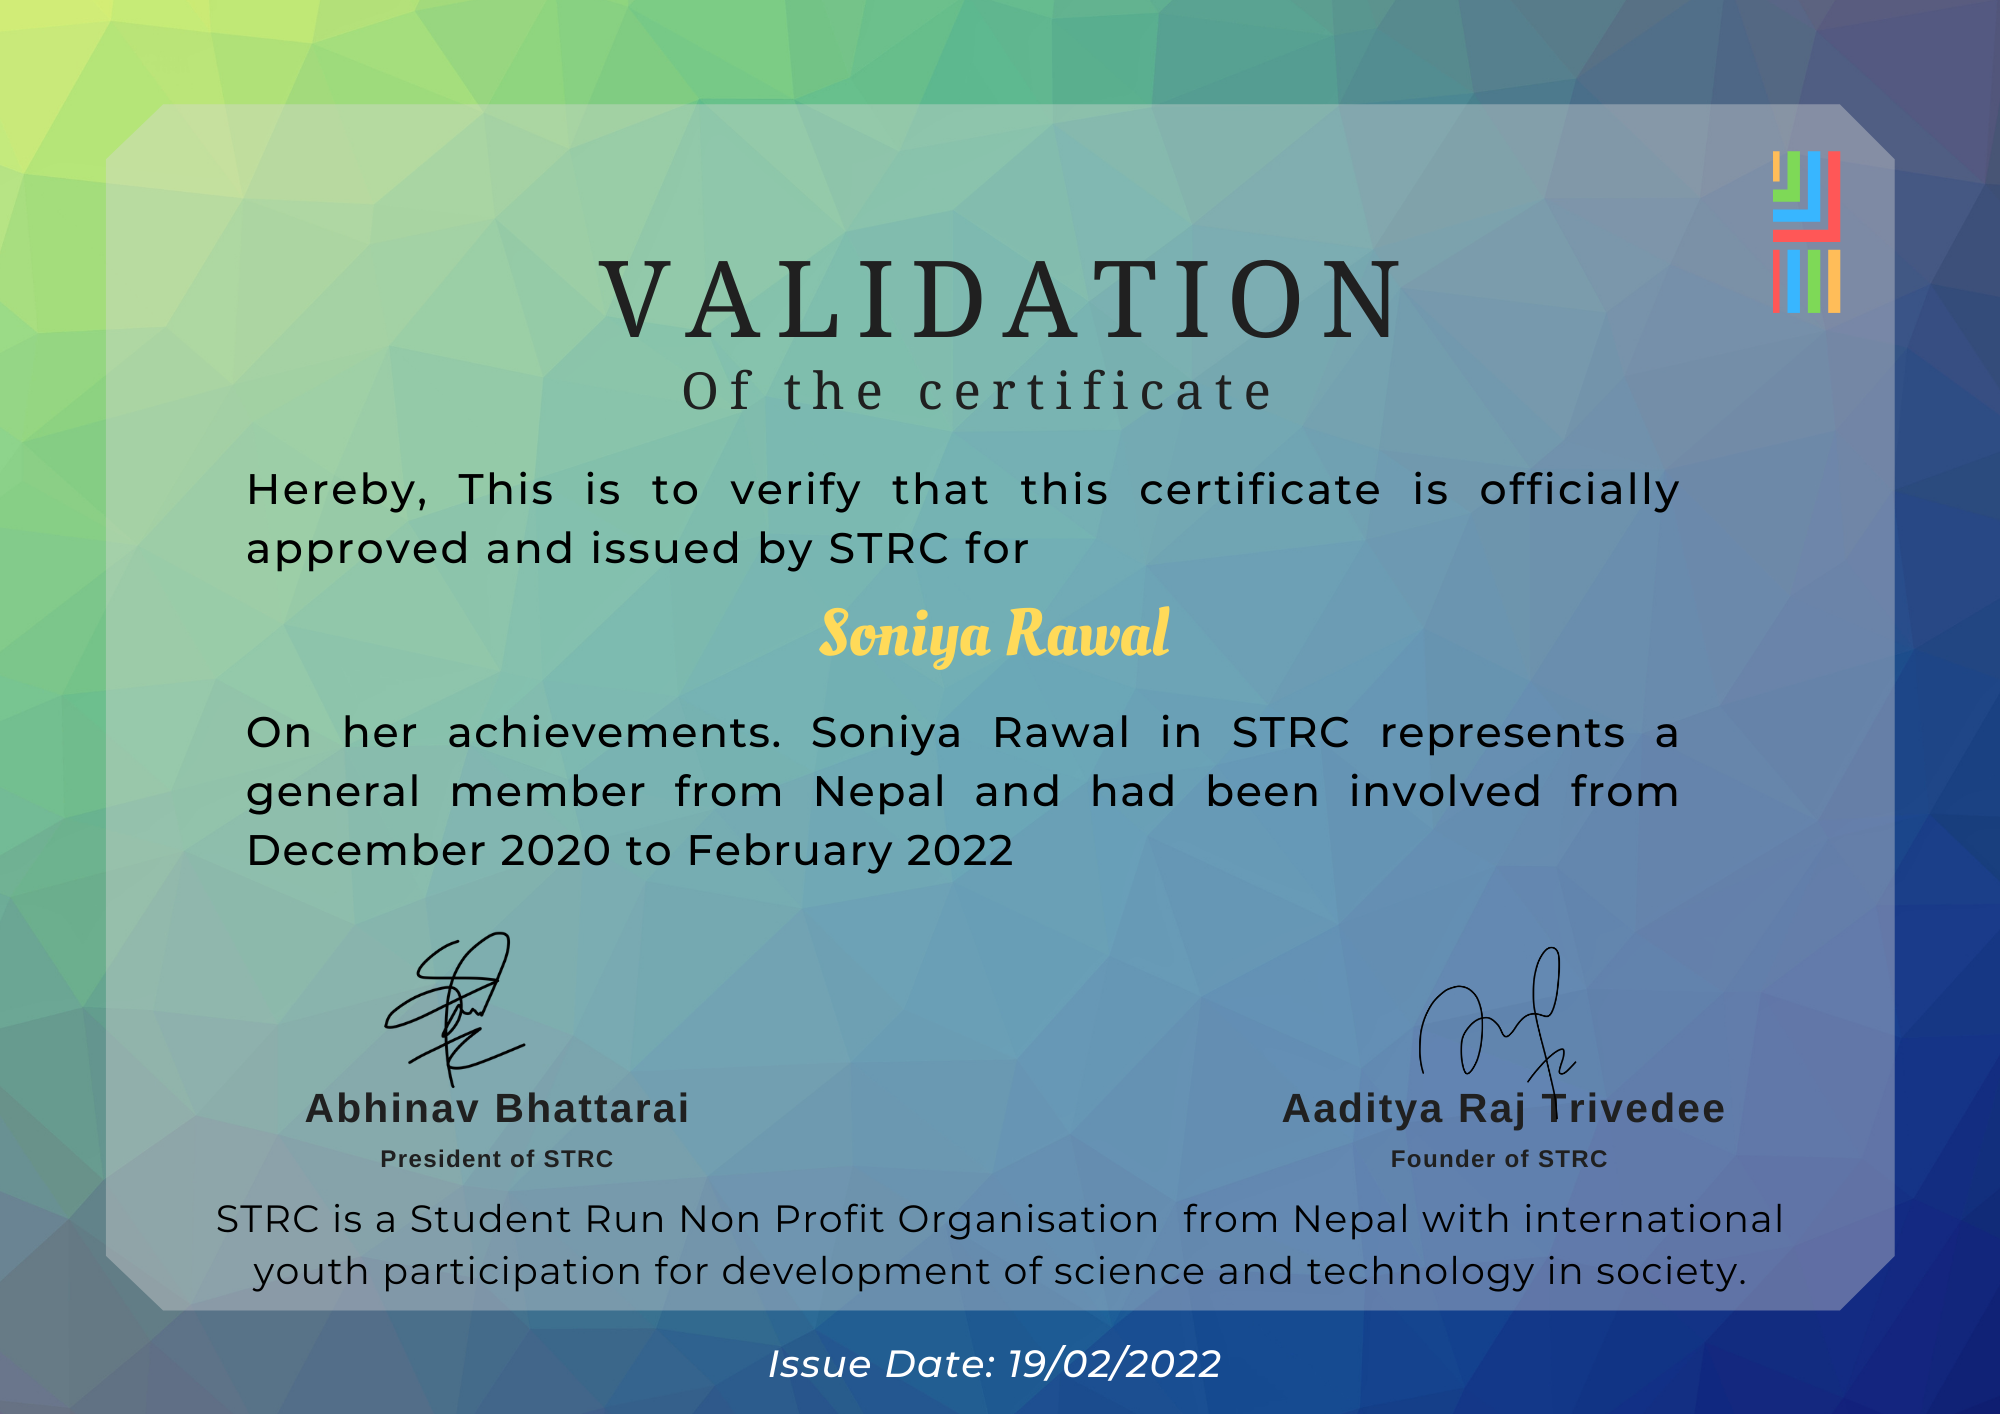 VALIDATION
Of the certificate
Hereby, This is to verify that this certificate is officially
approved and issued by STRC for
Soniya Rawal
On her achievements. Soniya Rawal in STRC represents a
general member from Nepal and had been involved from
December 2020 to February 2022
Abhinav Bhattarai
President of STRC
Aaditya Raj Trivedee
Founder of STRC
STRC is a Student Run Non Profit Organisation from Nepal with international
youth participation for development of science and technology in society.
Issue Date: 19/02/2022